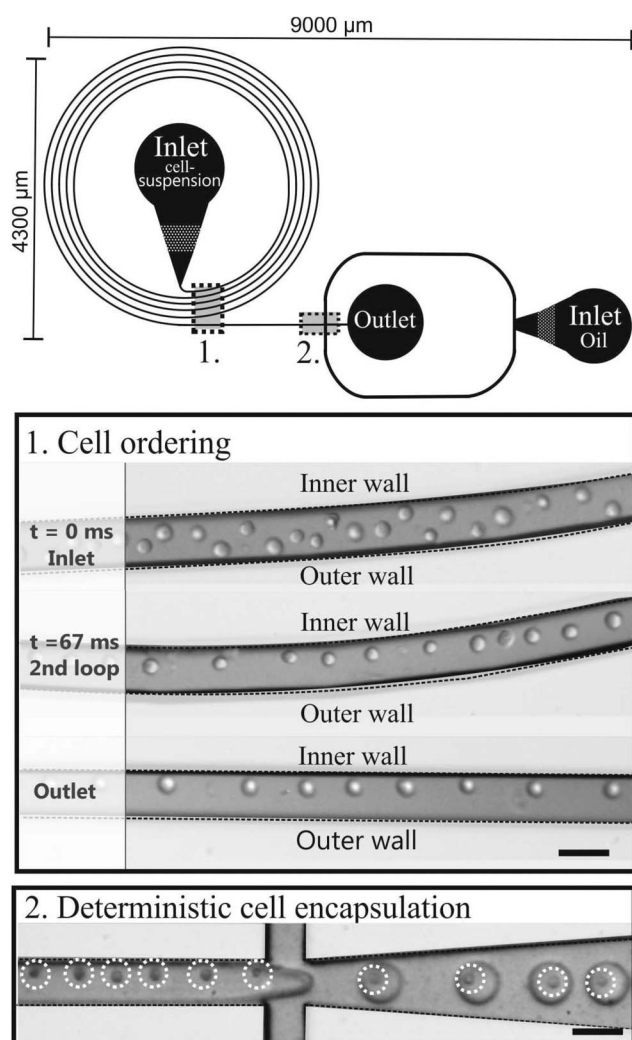 9000 µm
4300 µm
Inlet
cell-
suspension
Outlet
Inlet
Oil
1.
2.
1. Cell ordering
Inner wall
t = 0 ms
Inlet
Outer wall
Inner wall
t =67 ms
2nd loop
Outer wall
Inner wall
Outlet
Outer wall
2. Deterministic cell encapsulation